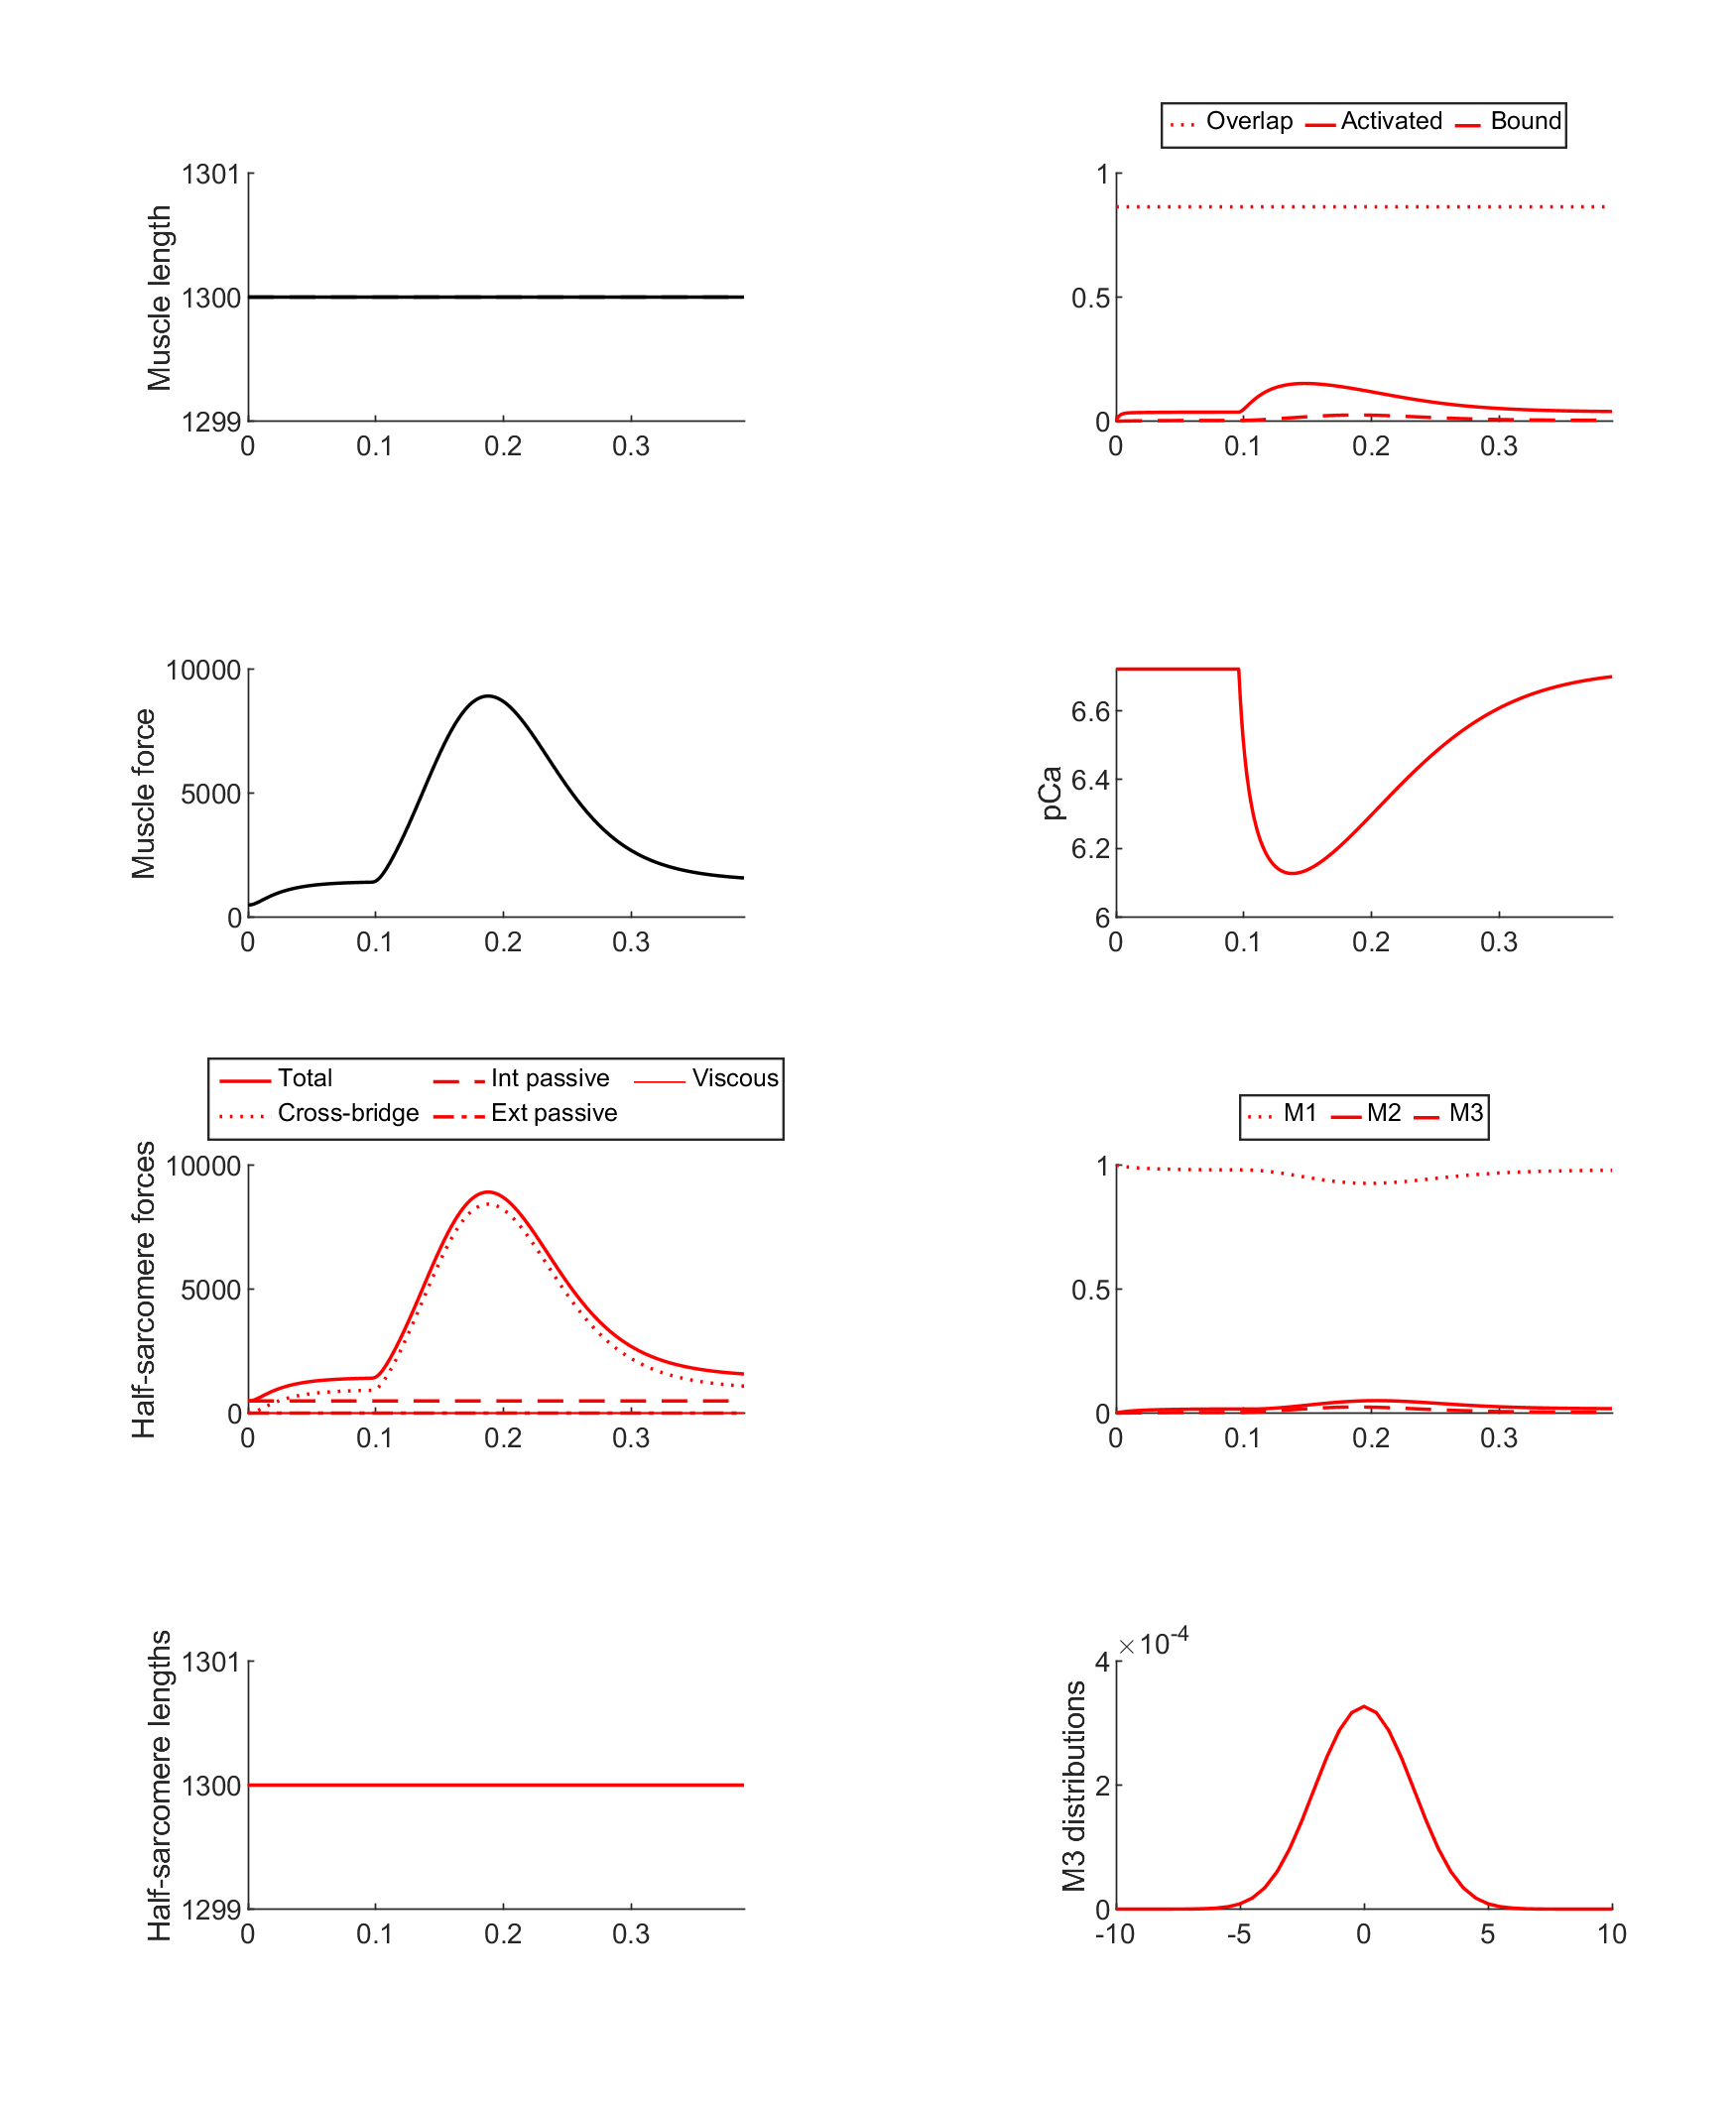 Overlap Activated Bound
1301
1300
1299
Muscle length
0 0.1 0.2 0.3
1
0.5
0
0 0.1 0.2 0.3
10000
5000
0
Muscle force
0 0.1 0.2 0.3
6.6
6.4
6.2
6
pCa
0 0.1 0.2 0.3
Total Int passive Viscous
Cross-bridge Ext passive
10000
5000
0
Half-sarcomere forces
0 0.1 0.2 0.3
M1 M2 M3
1
0.5
0
0 0.1 0.2 0.3
1301
1300
1299
Half-sarcomere lengths
0 0.1 0.2 0.3
×10-4
4
2
0
M3 distributions
-10 -5 0 5 10